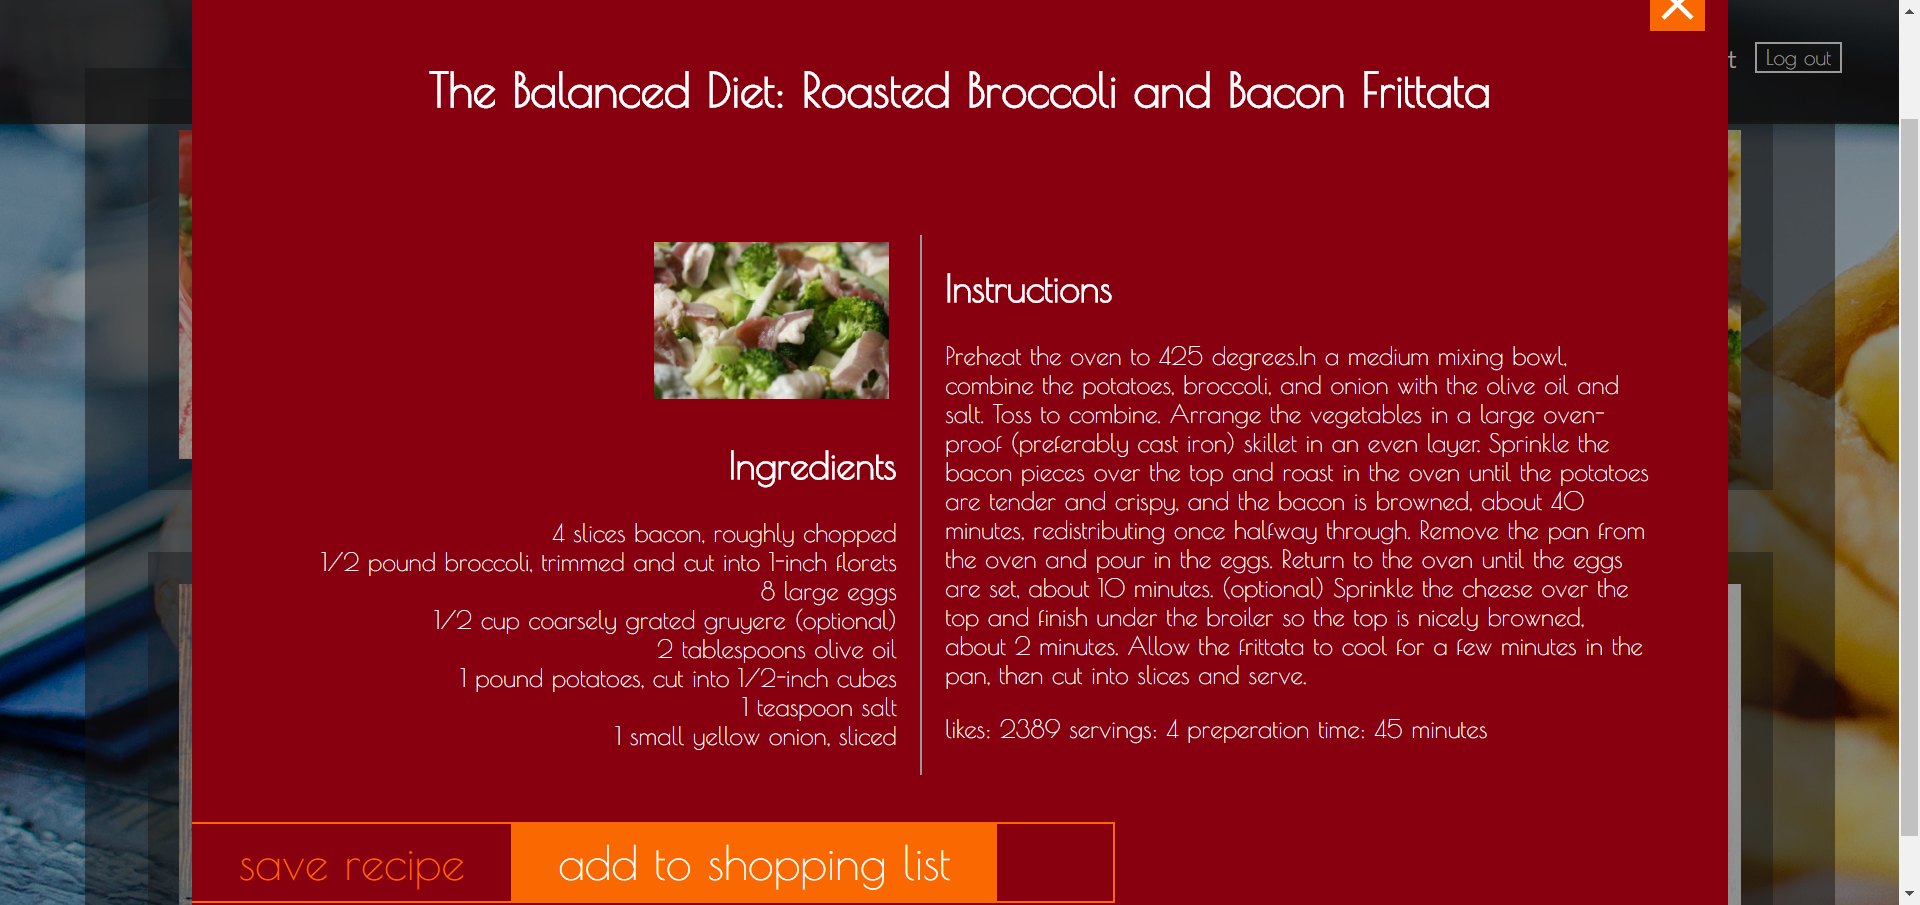 t
Log out
The Balanced Diet: Roasted Broccoli and Bacon Frittata
Ingredients
4 slices bacon, roughly chopped
1/2 pound broccoli, trimmed and cut into 1-inch florets
8 large eggs
1/2 cup coarsely grated gruyere (optional)
2 tablespoons olive oil
1 pound potatoes, cut into 1/2-inch cubes
1 teaspoon salt
1 small yellow onion, sliced
Instructions
Preheat the oven to 425 degrees.In a medium mixing bowl,
combine the potatoes, broccoli, and onion with the olive oil and
salt. Toss to combine. Arrange the vegetables in a large oven-
proof (preferably cast iron) skillet in an even layer. Sprinkle the
bacon pieces over the top and roast in the oven until the potatoes
are tender and crispy, and the bacon is browned, about 40
minutes, redistributing once halfway through. Remove the pan from
the oven and pour in the eggs. Return to the oven until the eggs
are set, about 10 minutes. (optional) Sprinkle the cheese over the
top and finish under the broiler so the top is nicely browned,
about 2 minutes. Allow the frittata to cool for a few minutes in the
pan, then cut into slices and serve.
likes: 2389 servings: 4 preperation time: 45 minutes
save recipe
add to shopping list